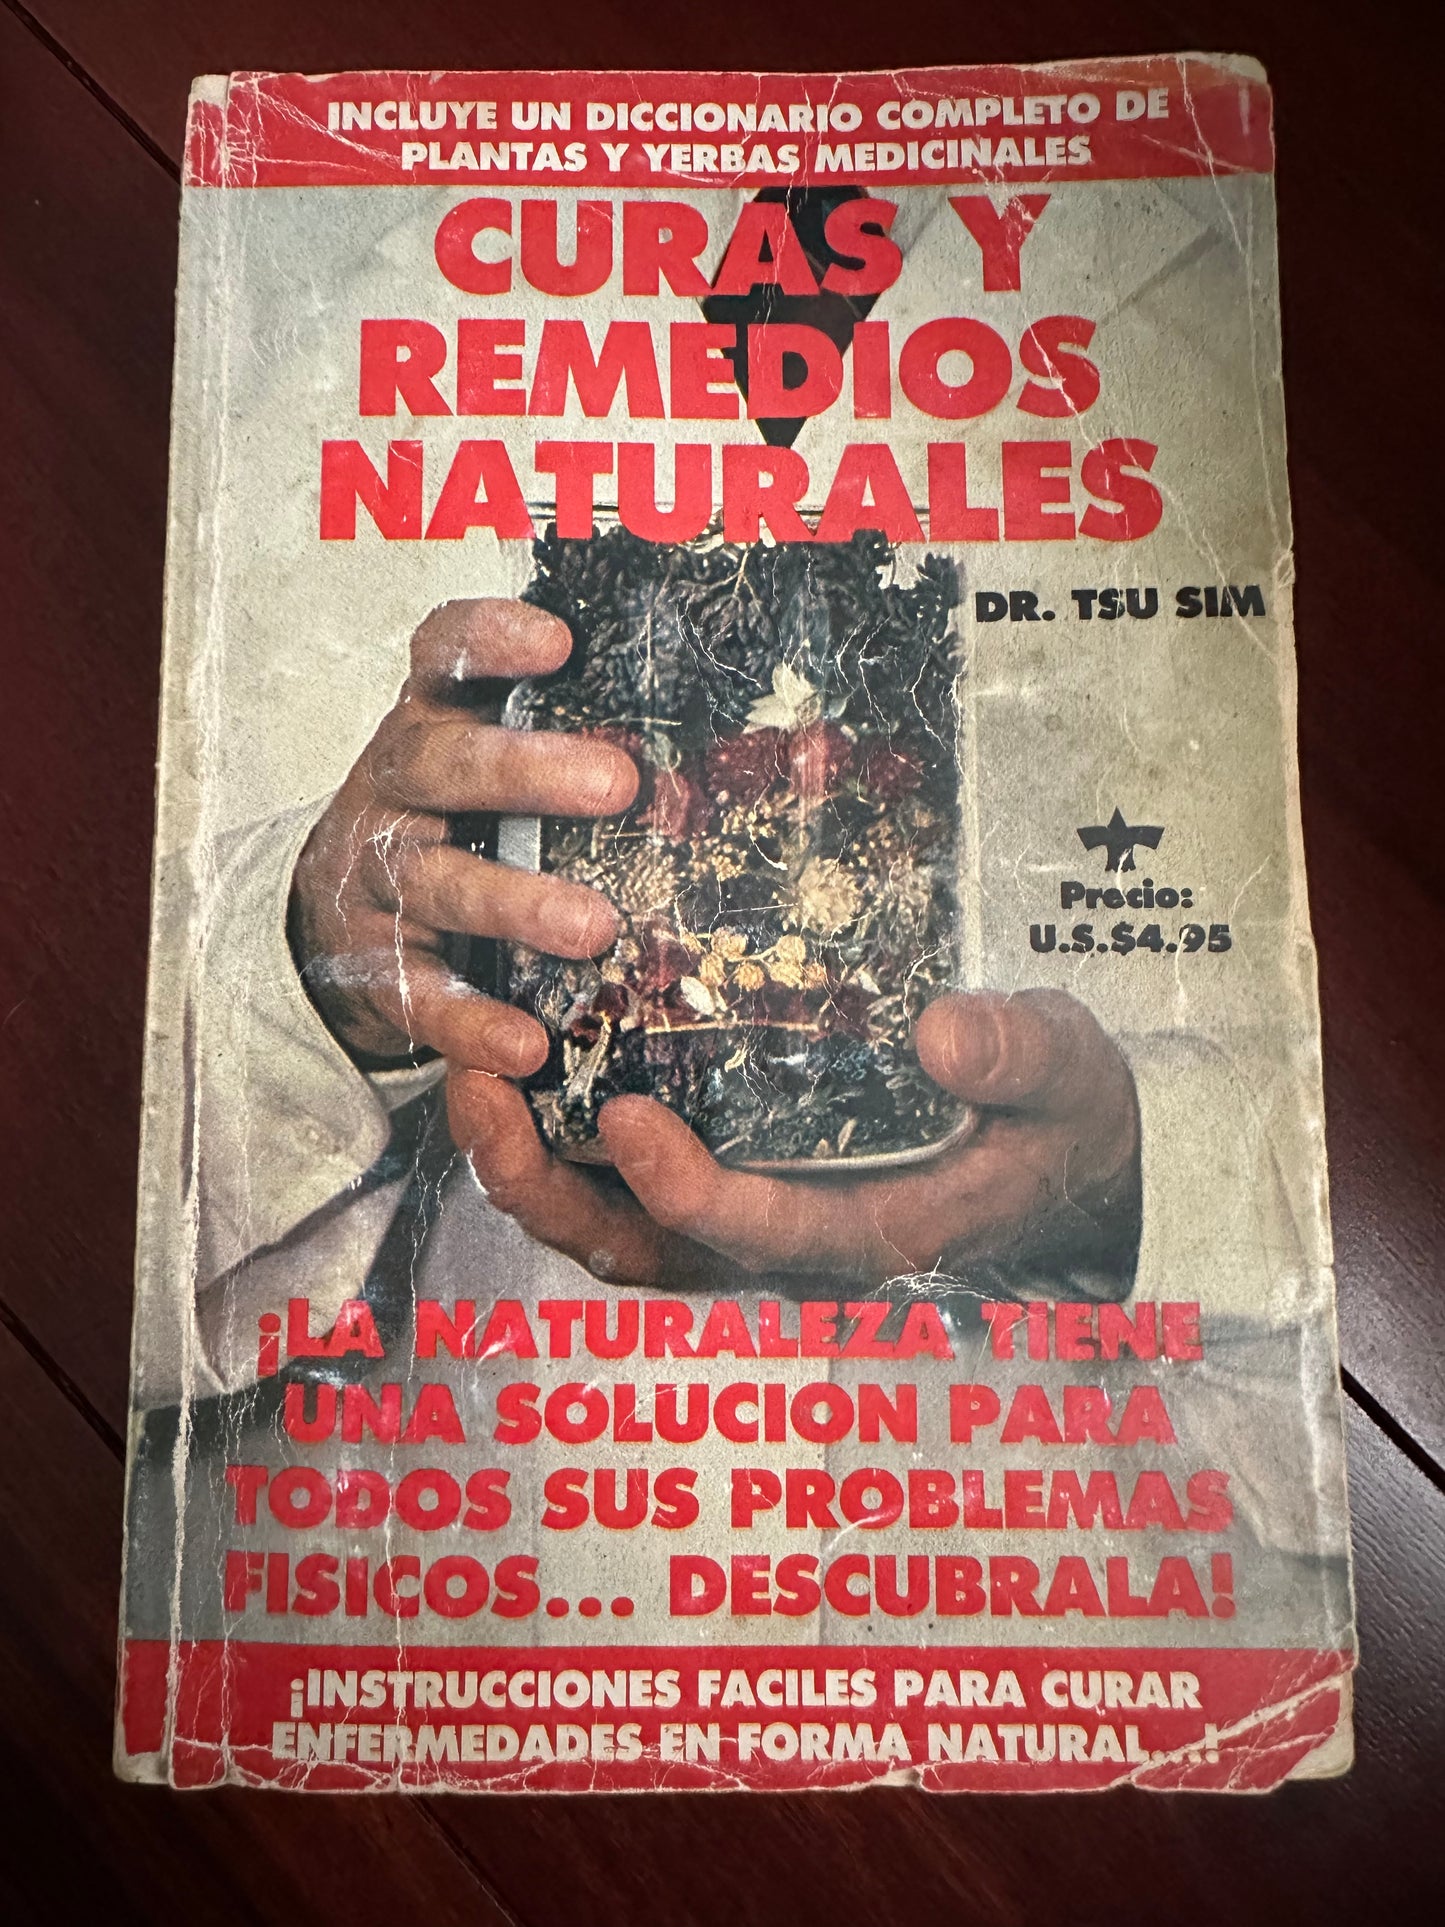 INCLUYE UN DICCIONARIO COMPLETO DE
PLANTAS Y YERBAS MEDICINALES
CURAS Y
REMEDIOS
NATURALES
DR. TSU SIM
Precio:
U.S.$4.95
¡LA NATURALEZA TIENE
UNA SOLUCION PARA
TODOS SUS PROBLEMAS
FISICOS... DESCUBRALA!
¡INSTRUCCIONES FACILES PARA CURAR
ENFERMEDADES EN FORMA NATURAL....!